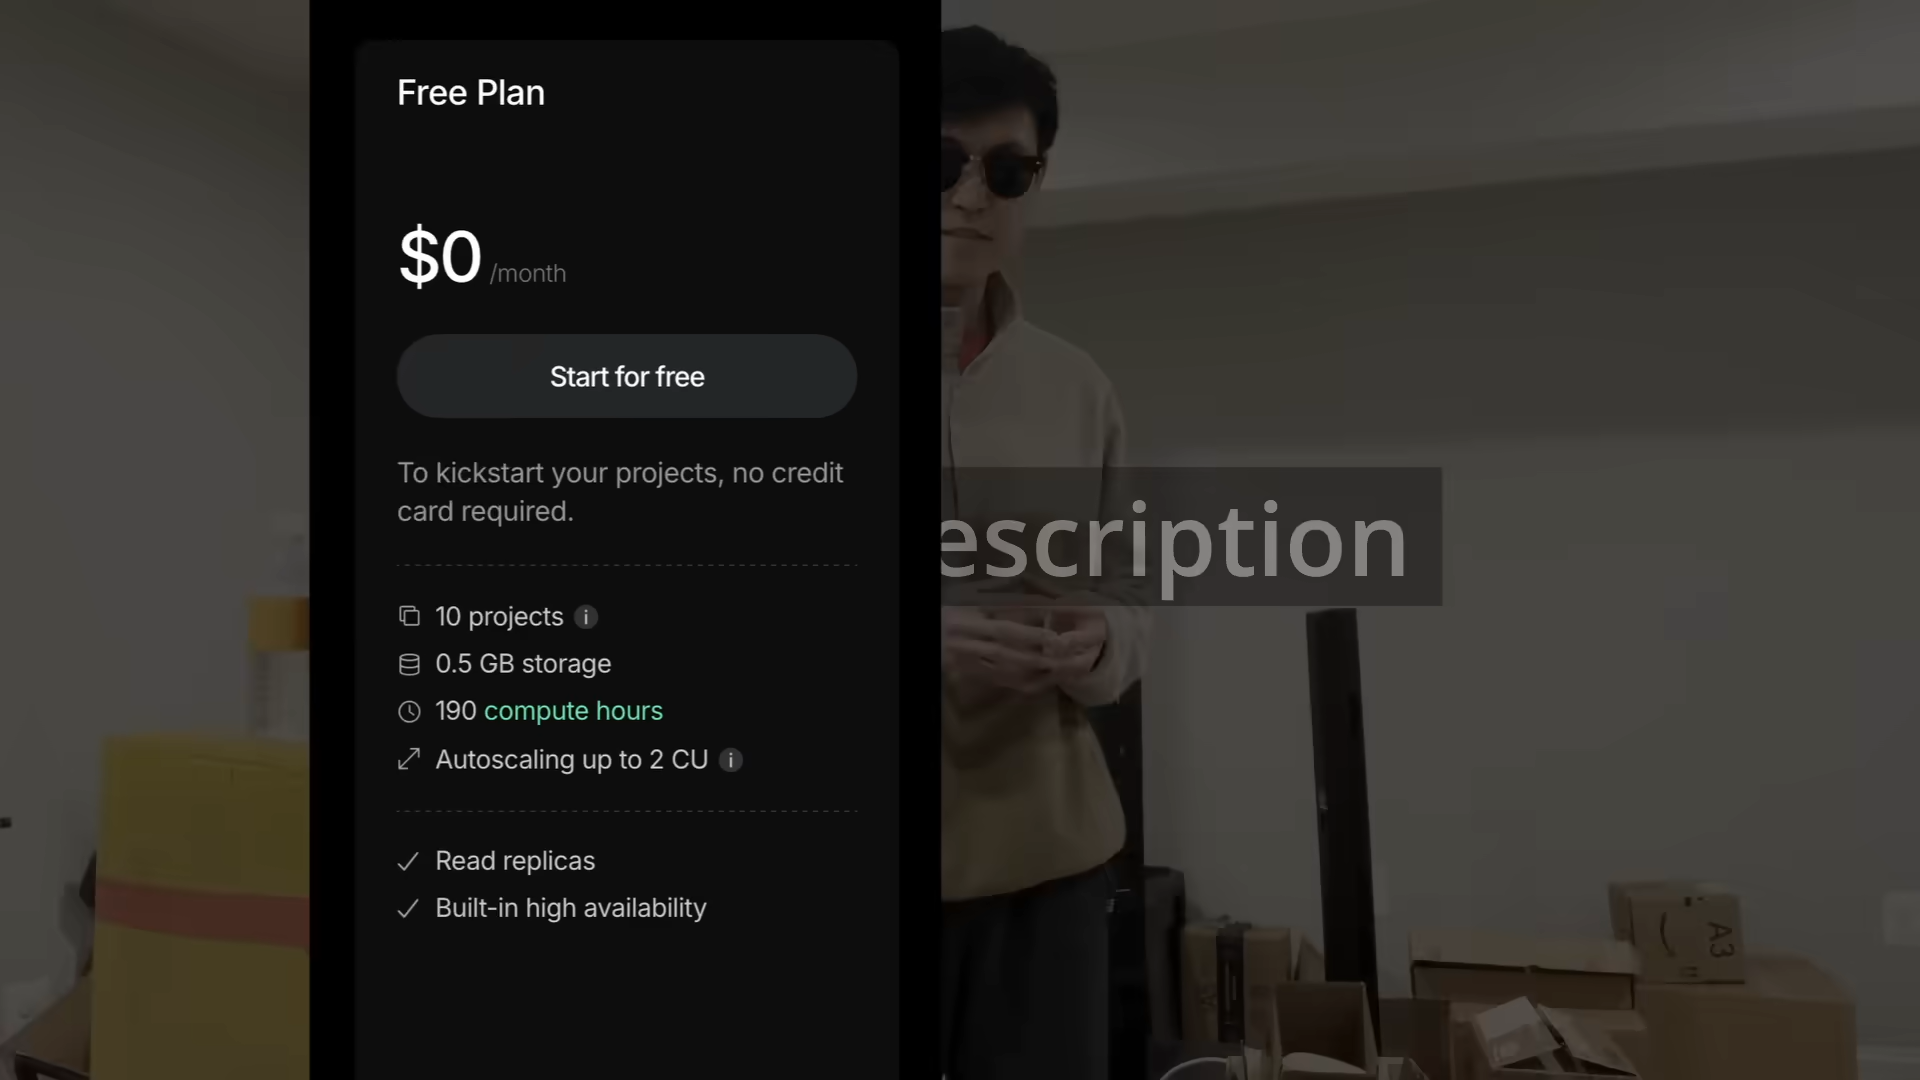 Free Plan
$0 /month
Start for free
To kickstart your projects, no credit
card required.
10 projects
0.5 GB storage
190 compute hours
Autoscaling up to 2 CU
Read replicas
Built-in high availability
escription
A3